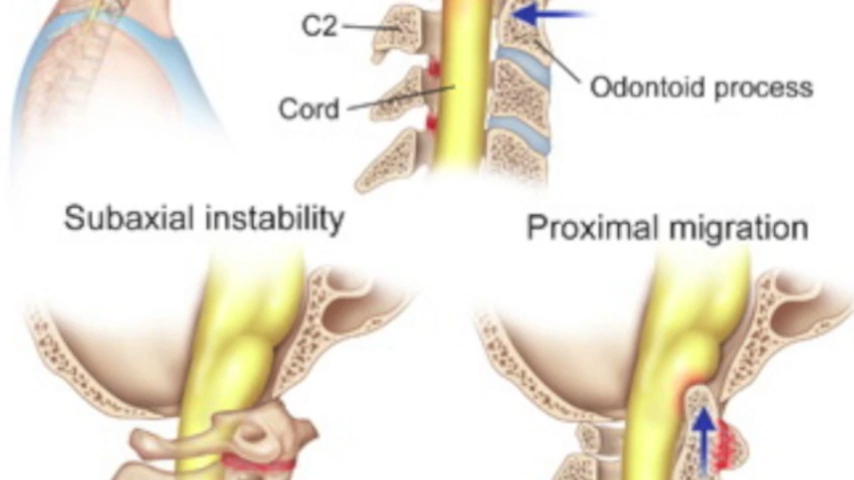 C2
Odontoid process
Cord
Subaxial instability
Proximal migration